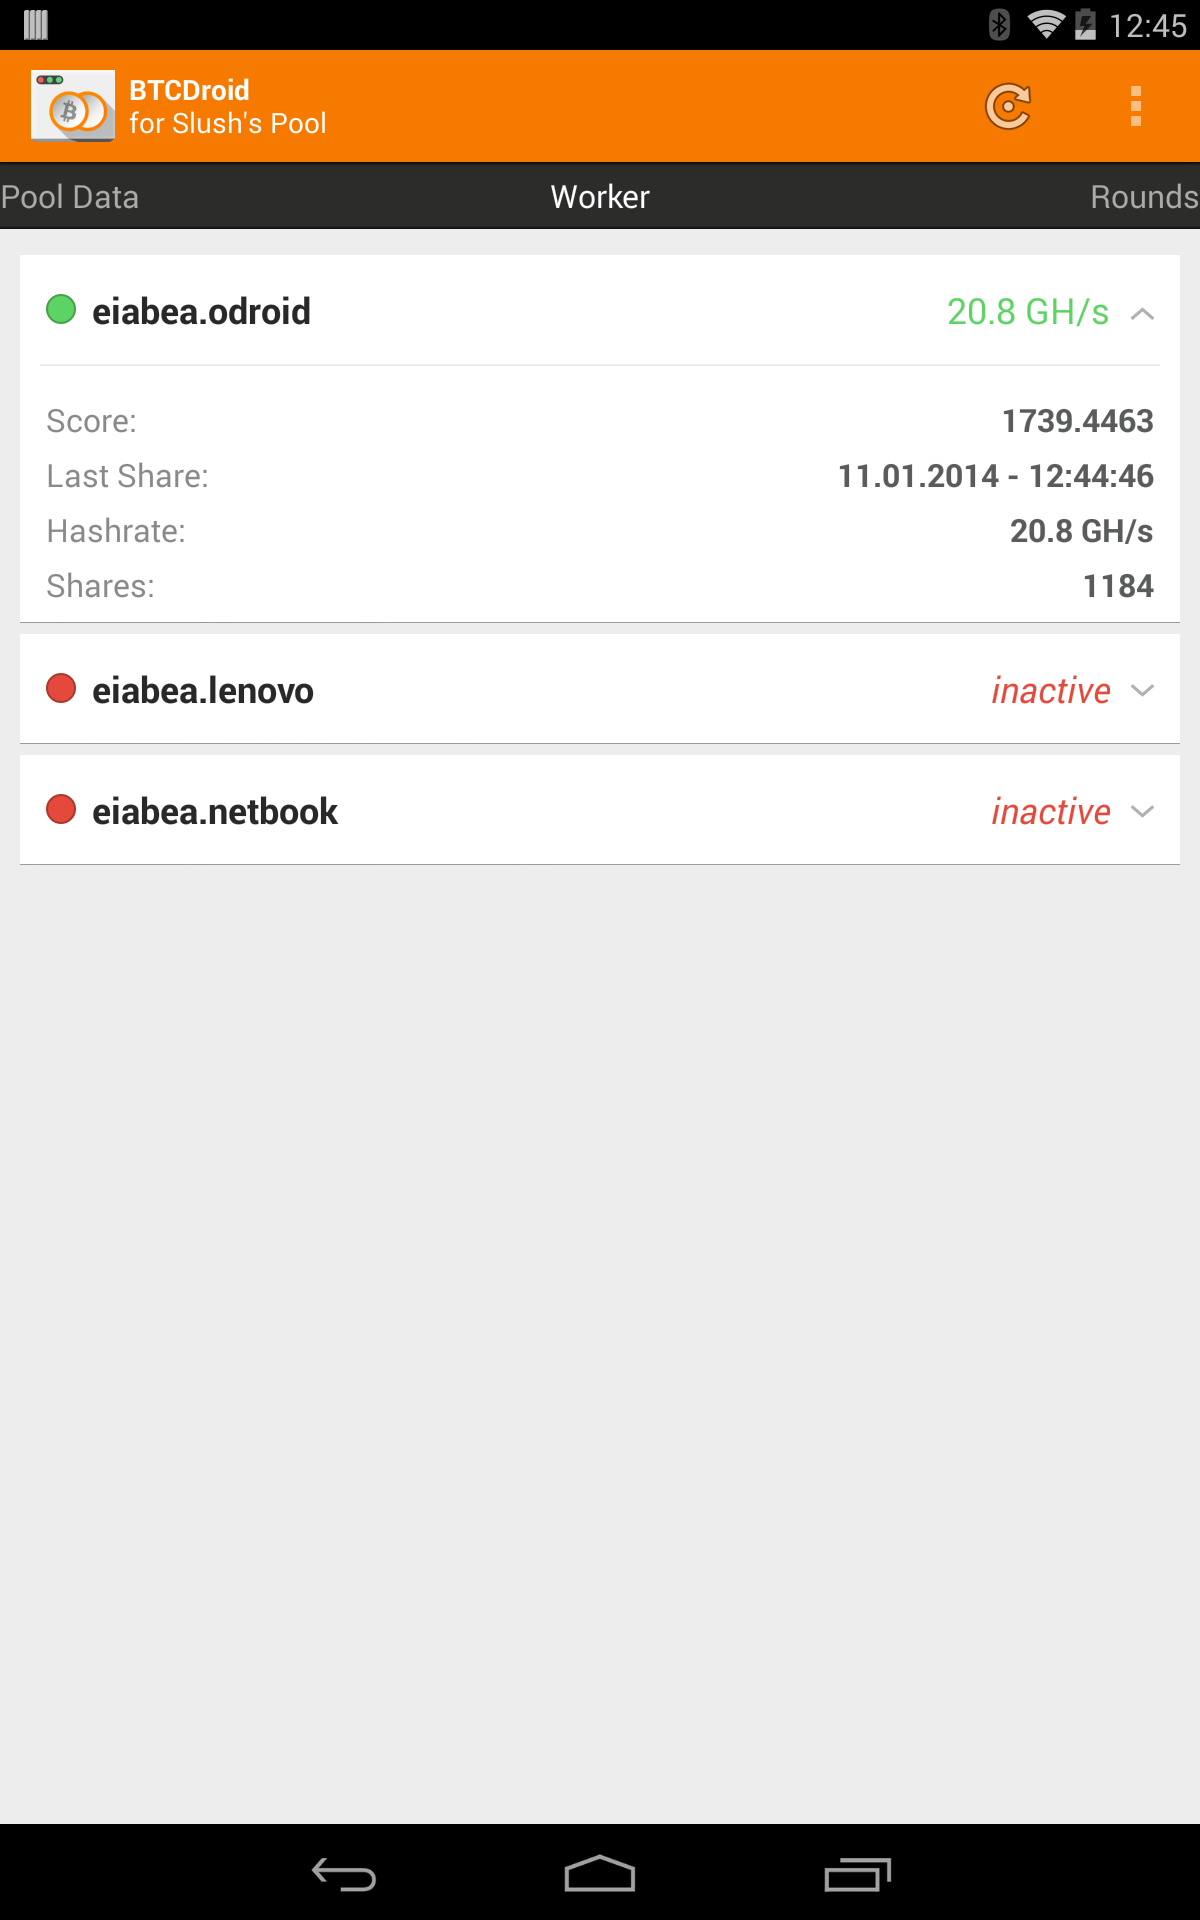 12:45
BTCDroid
for Slush's Pool
Pool Data Worker Rounds
eiabea.odroid 20.8 GH/s
Score: 1739.4463
Last Share: 11.01.2014 - 12:44:46
Hashrate: 20.8 GH/s
Shares: 1184
eiabea.lenovo inactive
eiabea.netbook inactive